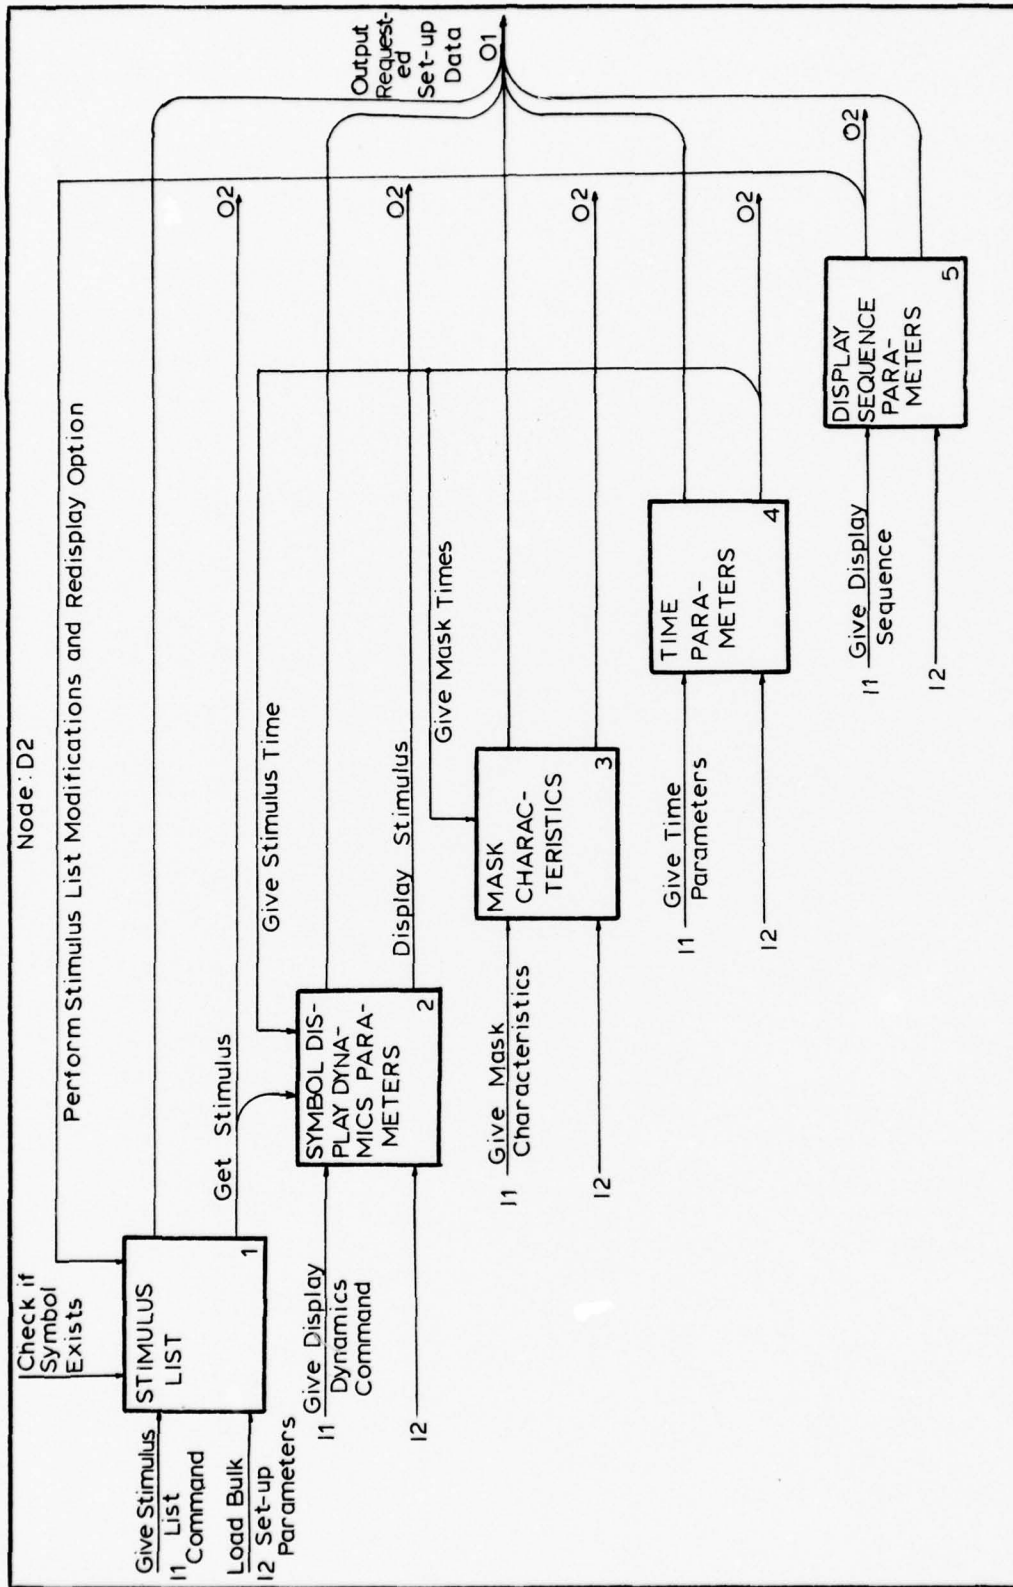 Node: D2
Perform Stimulus List Modifications and Redisplay Option
Check if
Symbol
Exists
Give Stimulus
I1 List
Command
Load Bulk
I2 Set-up
Parameters
STIMULUS
LIST
1
Get Stimulus
O2
Output
Request-
ed
Set-up
Data
O1
Give Stimulus Time
I1 Give Display
Dynamics
Command
I2
SYMBOL DIS-
PLAY DYNA-
MICS PARA-
METERS
2
Display Stimulus
O2
Give Mask Times
I1 Give Mask
Characteristics
I2
MASK
CHARAC-
TERISTICS
3
O2
I1 Give Time
Parameters
I2
TIME
PARA-
METERS
4
O2
I1 Give Display
Sequence
I2
DISPLAY
SEQUENCE
PARA-
METERS
5
O2